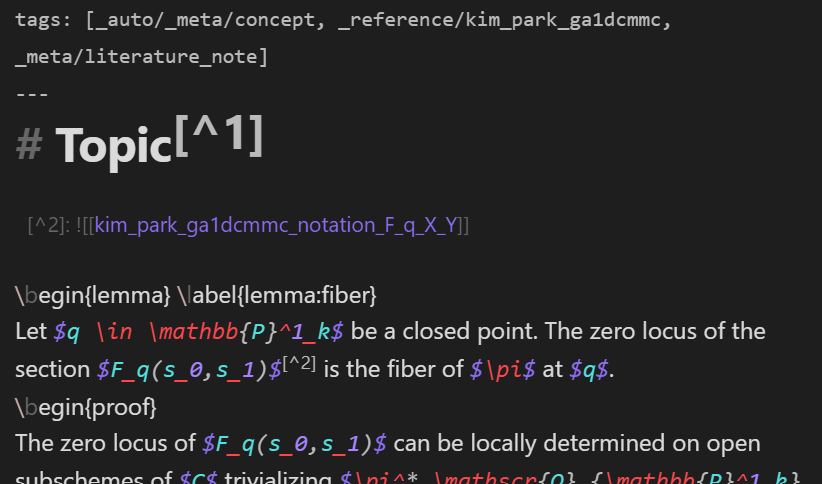 tags: [_auto/_meta/concept, _reference/kim_park_ga1dcmmc,
_meta/literature_note]
---
# Topic[^1]
[^2]: ![[kim_park_ga1dcmmc_notation_F_q_X_Y]]
\begin{lemma} \label{lemma:fiber}
Let $q \in \mathbb{P}^1_k$ be a closed point. The zero locus of the
section $F_q(s_0,s_1)$[^2] is the fiber of $\pi$ at $q$.
\begin{proof}
The zero locus of $F_q(s_0,s_1)$ can be locally determined on open
subschemes of $C$ trivializing $\pi^* \mathscr{O}_{\mathbb{P}^1_k}